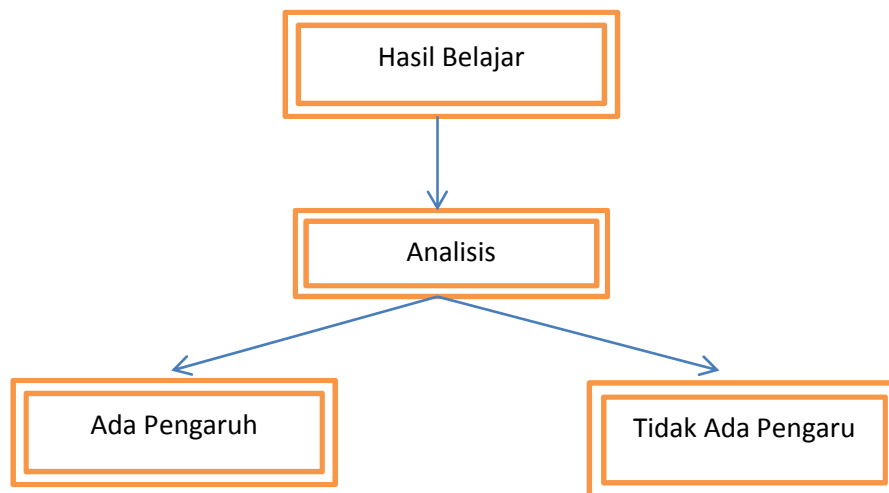 Hasil Belajar
Analisis
Ada Pengaruh
Tidak Ada Pengaru